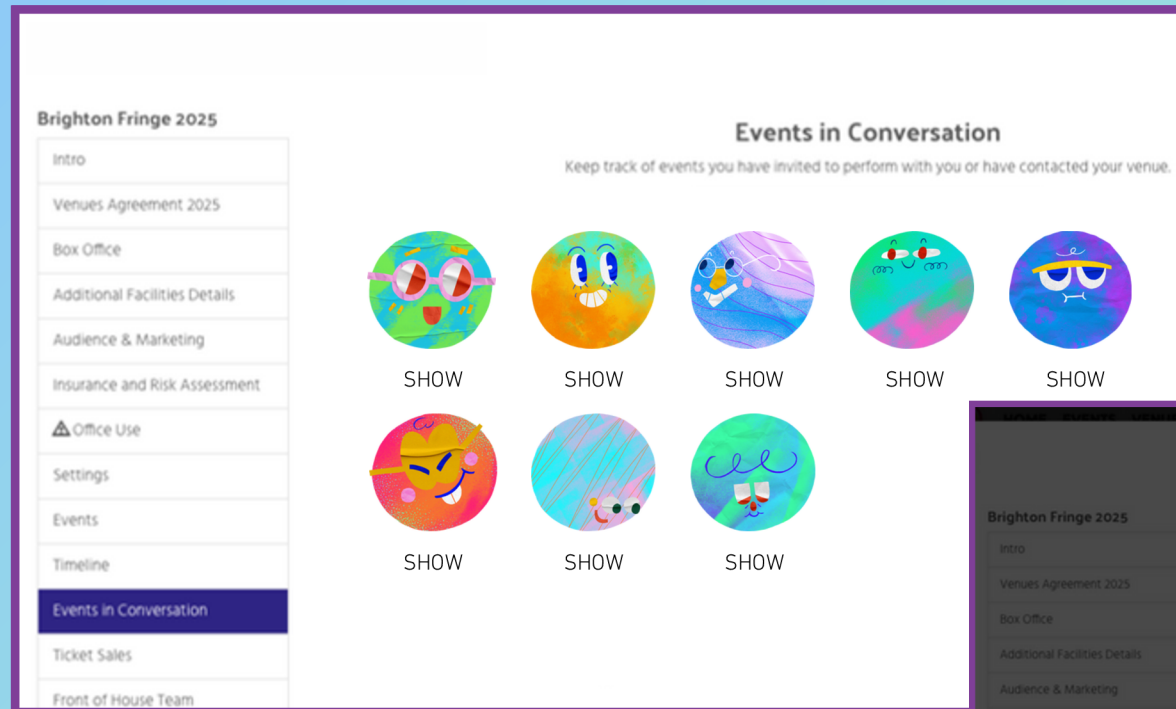 Brighton Fringe 2025
Intro
Venues Agreement 2025
Box Office
Additional Facilities Details
Audience & Marketing
Insurance and Risk Assessment
Office Use
Settings
Events
Timeline
Events in Conversation
Ticket Sales
Front of House Team
Events in Conversation
Keep track of events you have invited to perform with you or have contacted your venue.
SHOW SHOW SHOW SHOW SHOW
SHOW SHOW SHOW
HOME EVENTS
Brighton Fringe 2025
Intro
Venues Agreement 2025
Box Office
Additional Facilities Details
Audience & Marketing